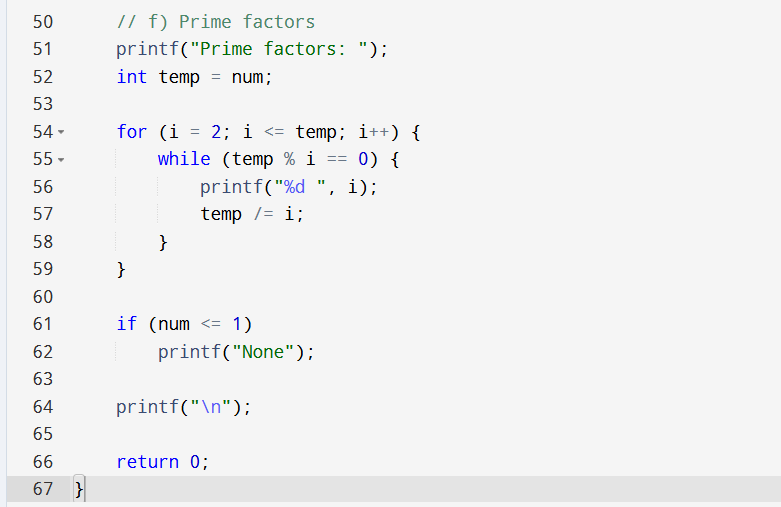 50 // f) Prime factors
51 printf("Prime factors: ");
52 int temp = num;
53
54 for (i = 2; i <= temp; i++) {
55 while (temp % i == 0) {
56 printf("%d ", i);
57 temp /= i;
58 }
59 }
60
61 if (num <= 1)
62 printf("None");
63
64 printf("\n");
65
66 return 0;
67 }